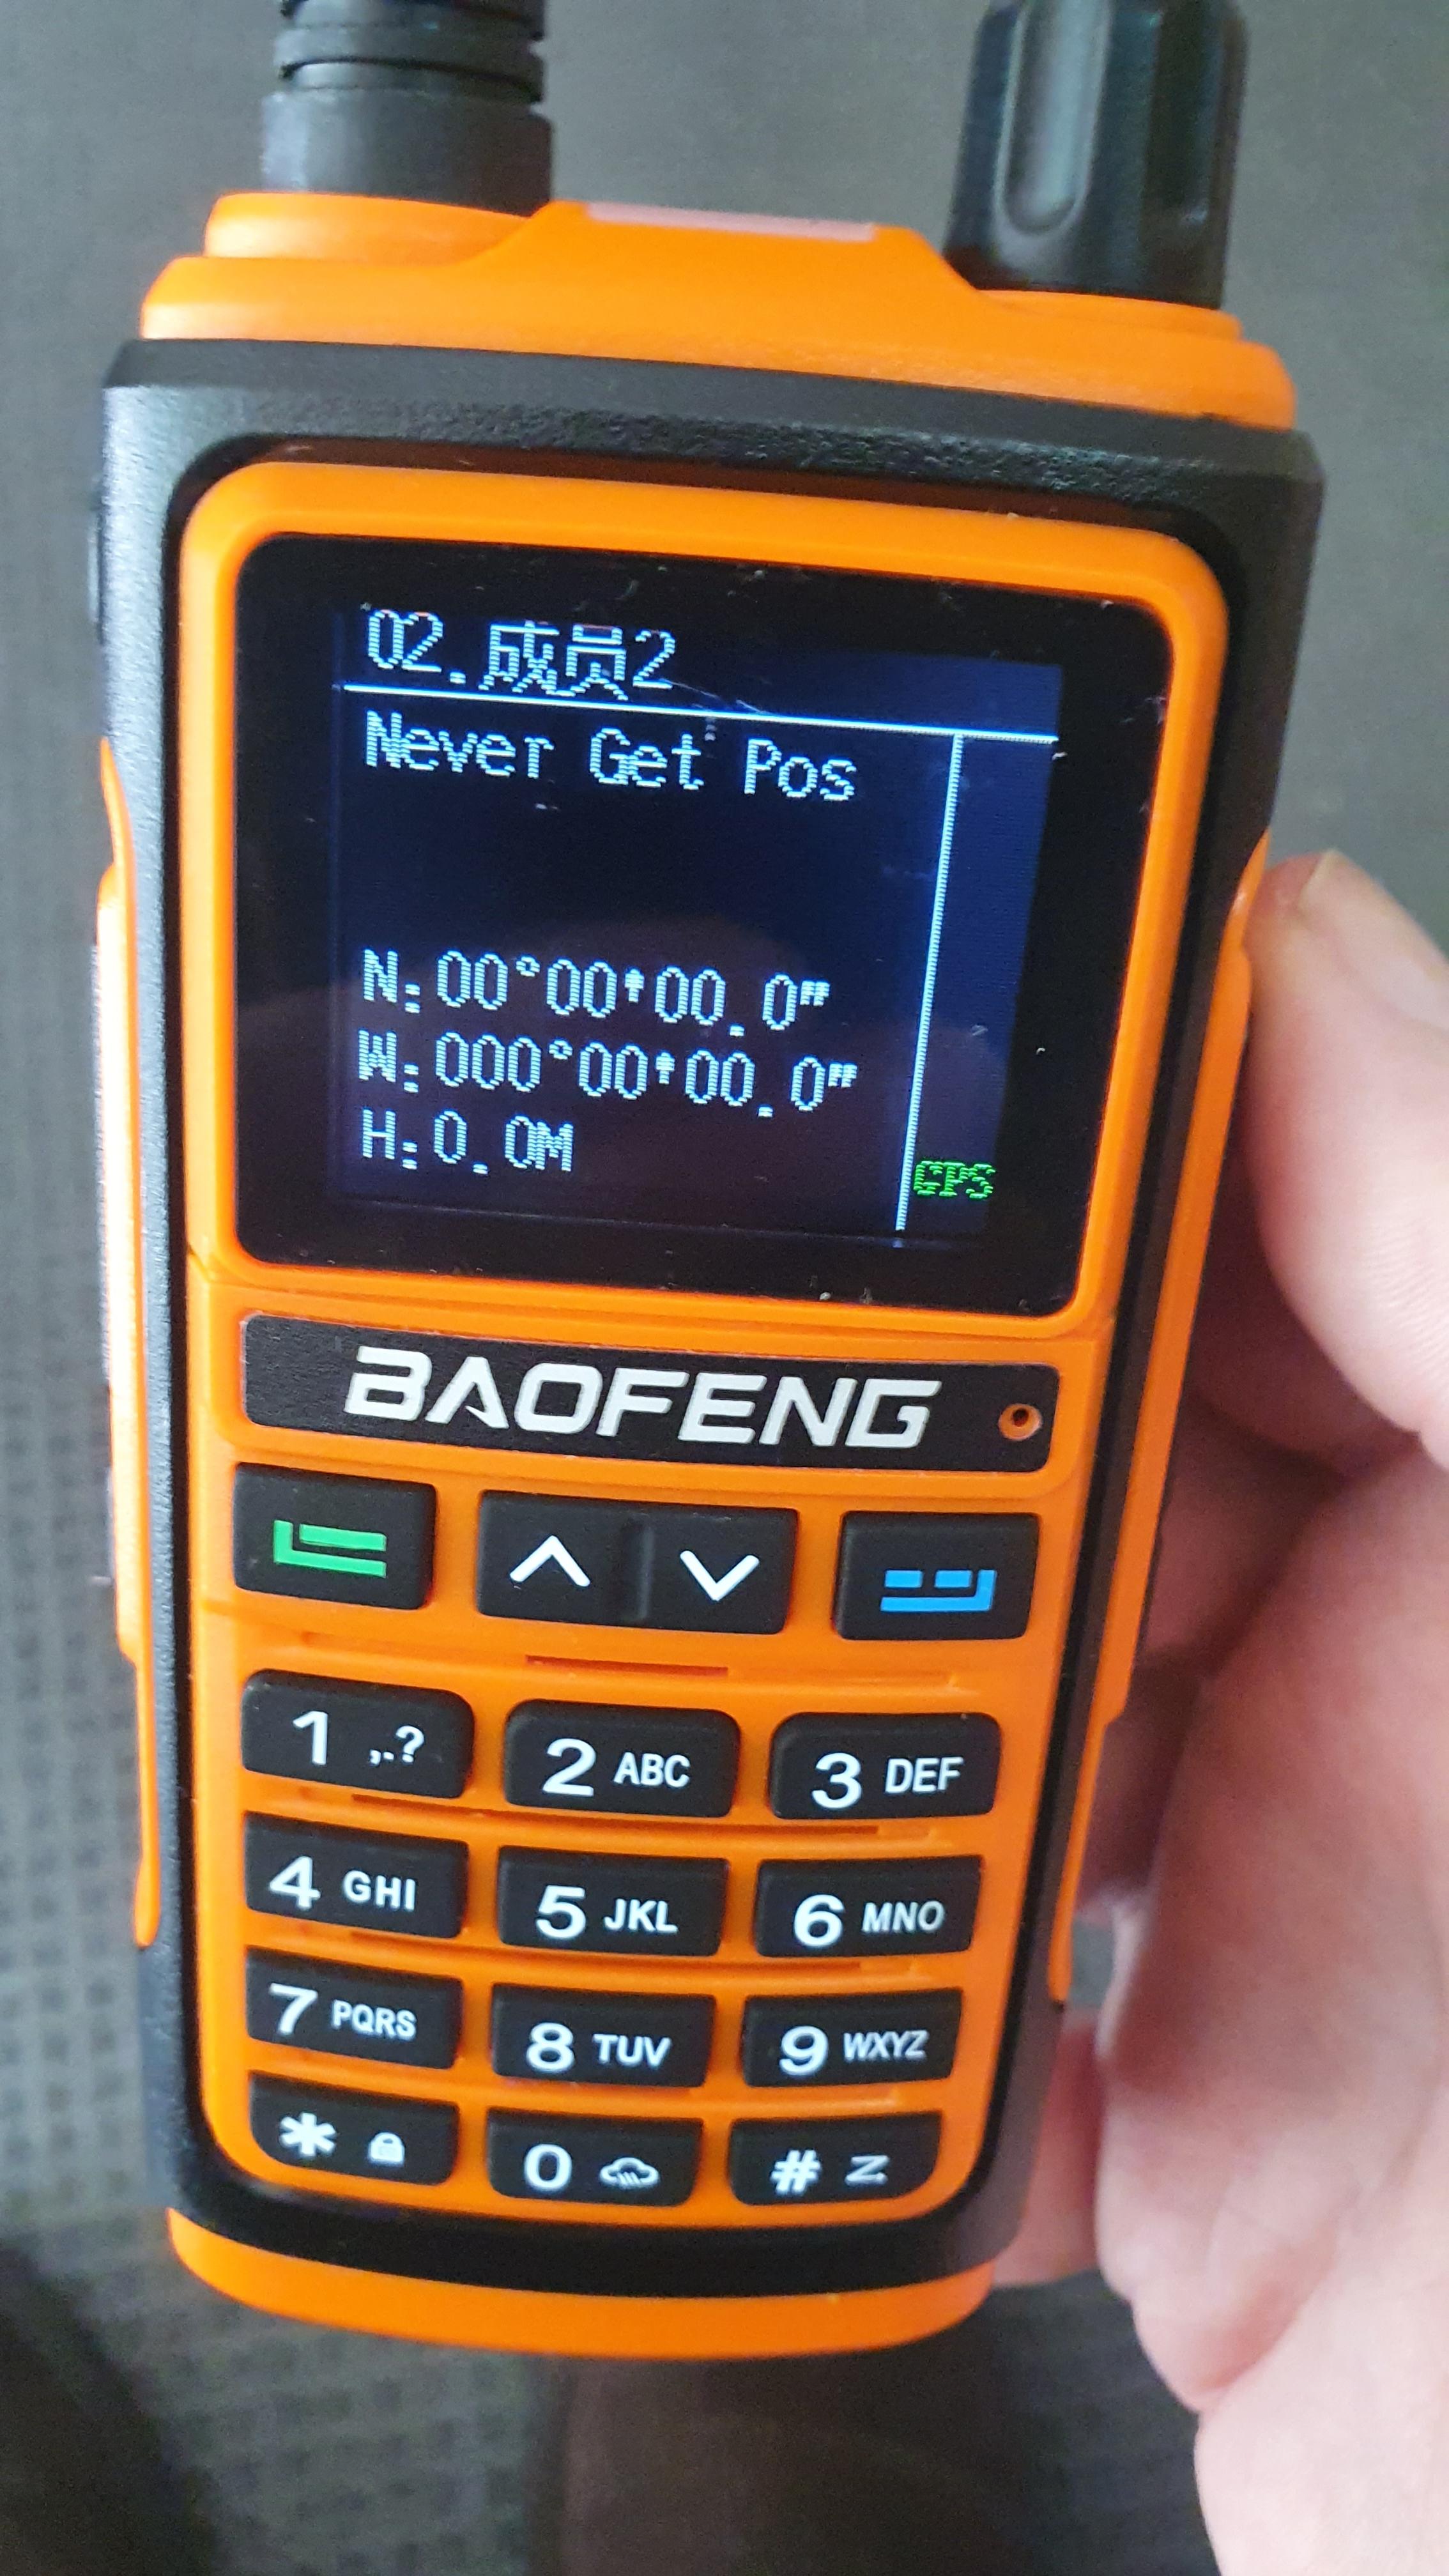 02.成员2
Never Get Pos
N:00°00'00.0"
W:000°00'00.0"
H:0.0M
GPS
BAOFENG
1 ,.?
2 ABC
3 DEF
4 GHI
5 JKL
6 MNO
7 PQRS
8 TUV
9 WXYZ
*
0
#